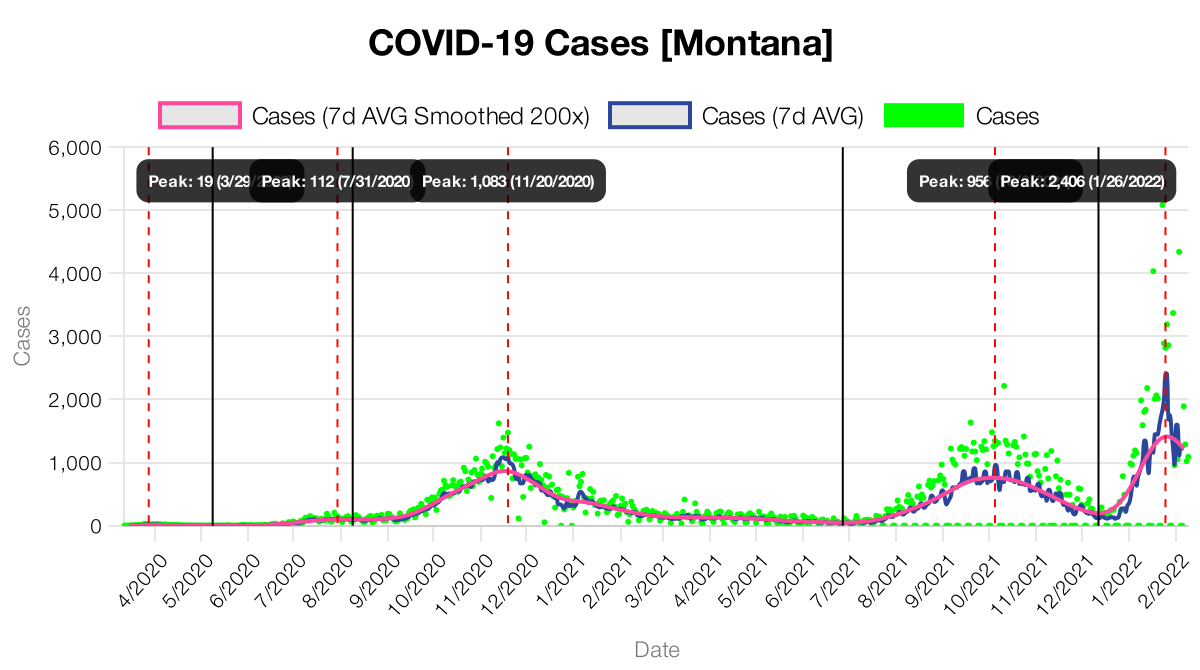 COVID-19 Cases [Montana]
Cases (7d AVG Smoothed 200x) Cases (7d AVG) Cases
6,000
Peak: 19 (3/29/ Peak: 112 (7/31/2020) Peak: 1,083 (11/20/2020) Peak: 956 Peak: 2,406 (1/26/2022)
5,000
4,000
3,000
2,000
1,000
0
Cases
4/2020 5/2020 6/2020 7/2020 8/2020 9/2020 10/2020 11/2020 12/2020 1/2021 2/2021 3/2021 4/2021 5/2021 6/2021 7/2021 8/2021 9/2021 10/2021 11/2021 12/2021 1/2022 2/2022
Date